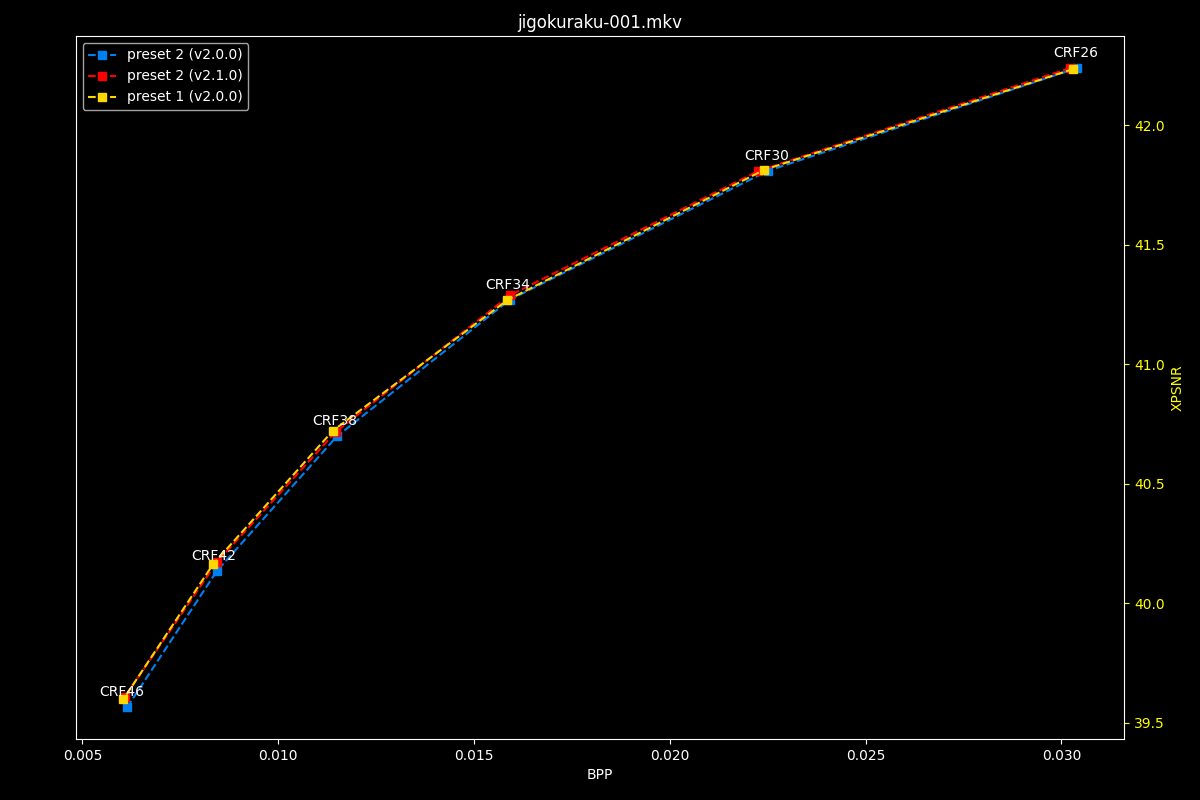 jigokuraku-001.mkv
preset 2 (v2.0.0)
preset 2 (v2.1.0)
preset 1 (v2.0.0)
CRF26
CRF30
CRF34
CRF38
CRF42
CRF46
42.0
41.5
41.0
40.5
40.0
39.5
XPSNR
0.005 0.010 0.015 0.020 0.025 0.030
BPP